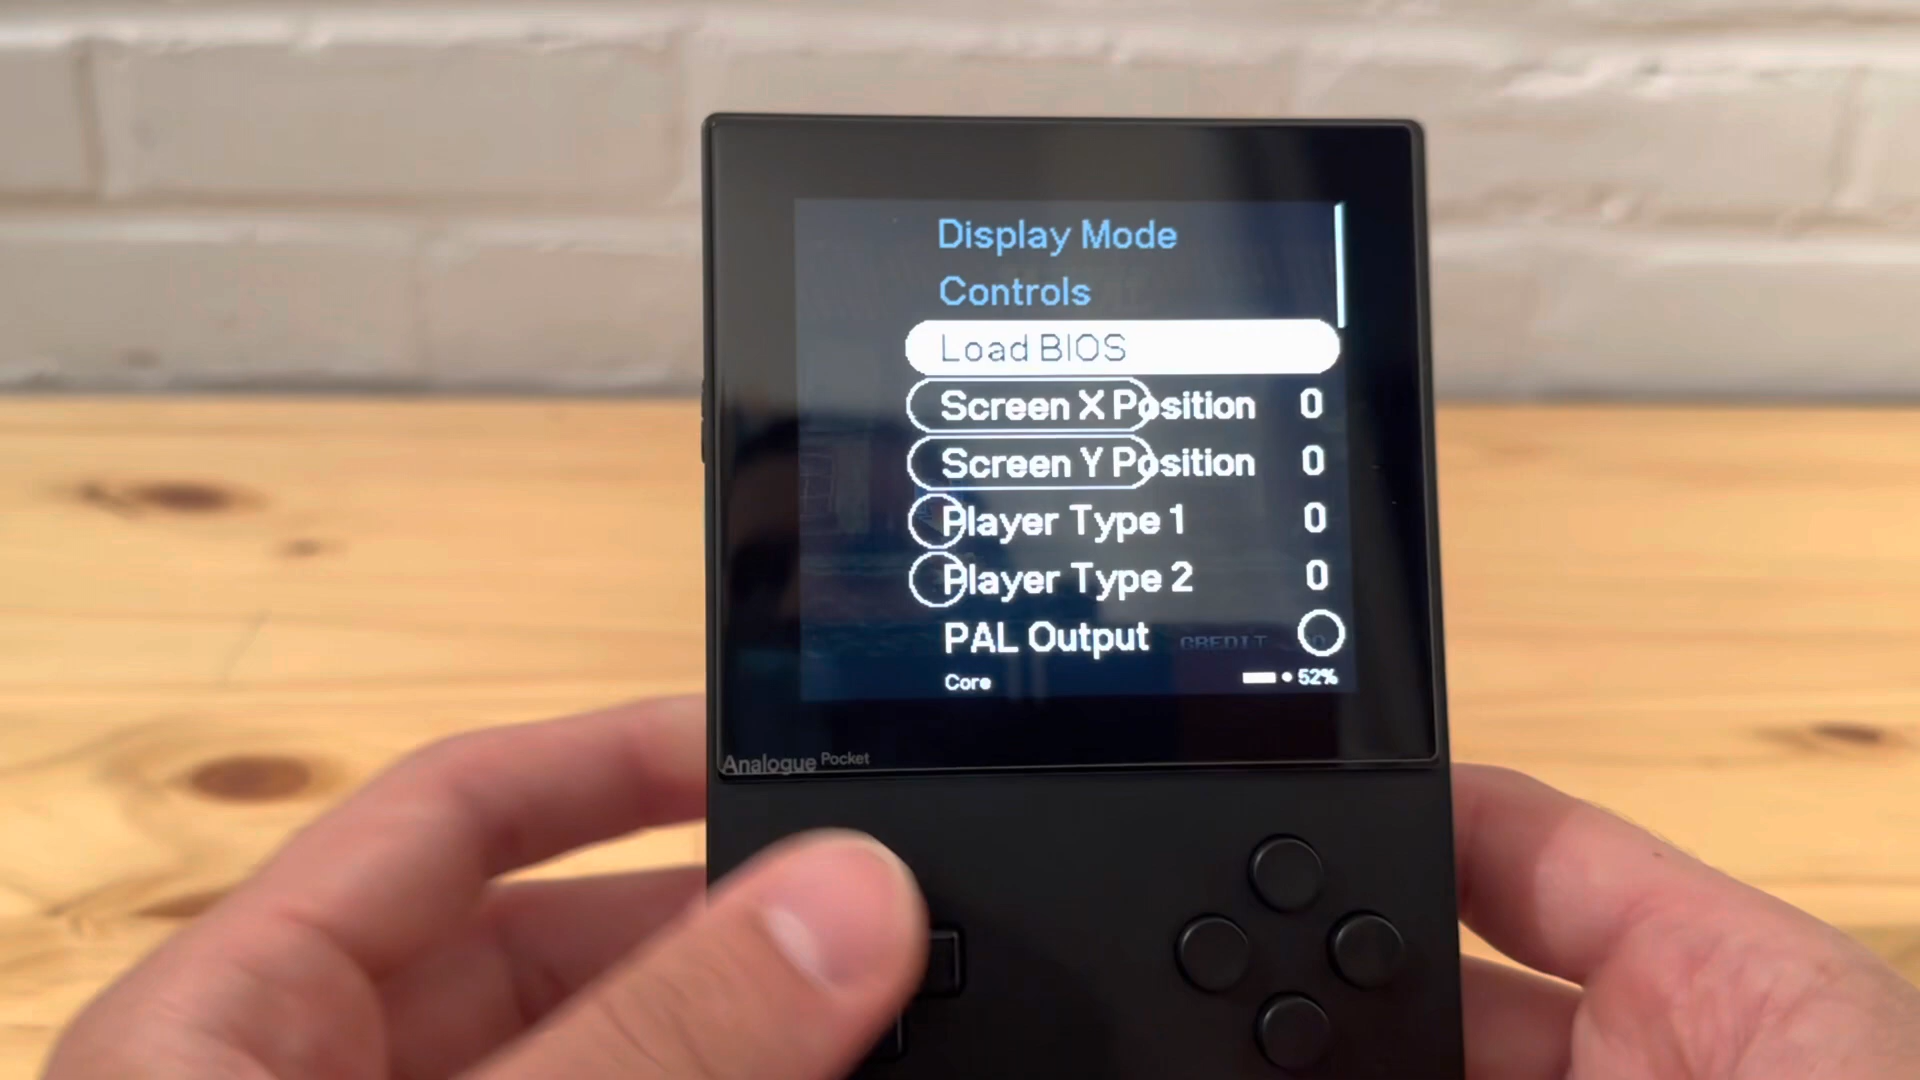 Display Mode
Controls
Load BIOS
Screen X Position 0
Screen Y Position 0
Player Type 1 0
Player Type 2 0
PAL Output
CREDIT
Core
52%
Analogue Pocket